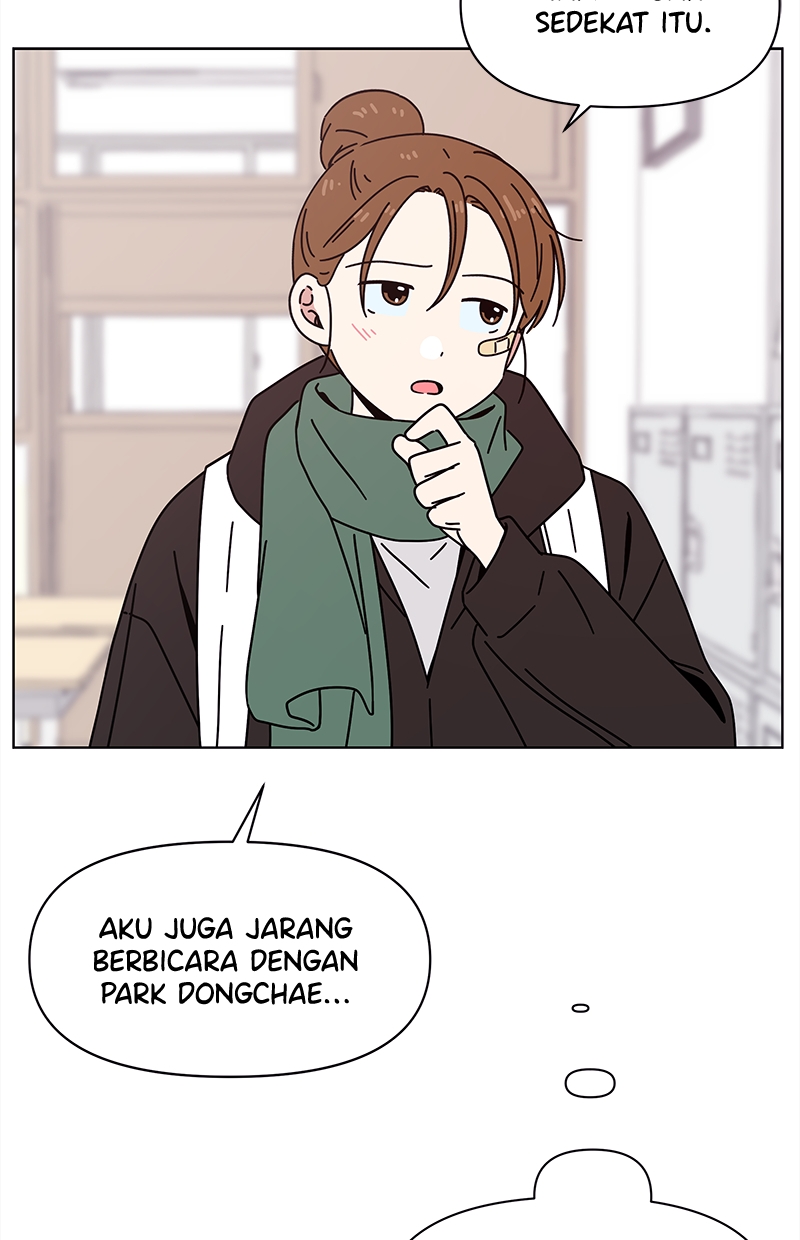 SEDEKAT ITU.
AKU JUGA JARANG
BERBICARA DENGAN
PARK DONGCHAE...